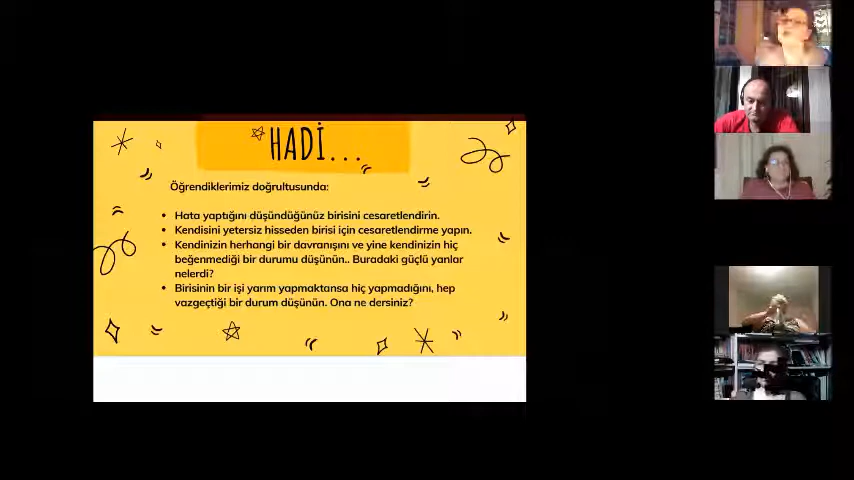 HADİ...
Öğrendiklerimiz doğrultusunda:
• Hata yaptığını düşündüğünüz birisini cesaretlendirin.
• Kendisini yetersiz hisseden birisi için cesaretlendirme yapın.
• Kendinizin herhangi bir davranışını ve yine kendinizin hiç
beğenmediği bir durumu düşünün.. Buradaki güçlü yanlar
nelerdi?
• Birisinin bir işi yarım yapmaktansa hiç yapmadığını, hep
vazgeçtiği bir durum düşünün. Ona ne dersiniz?